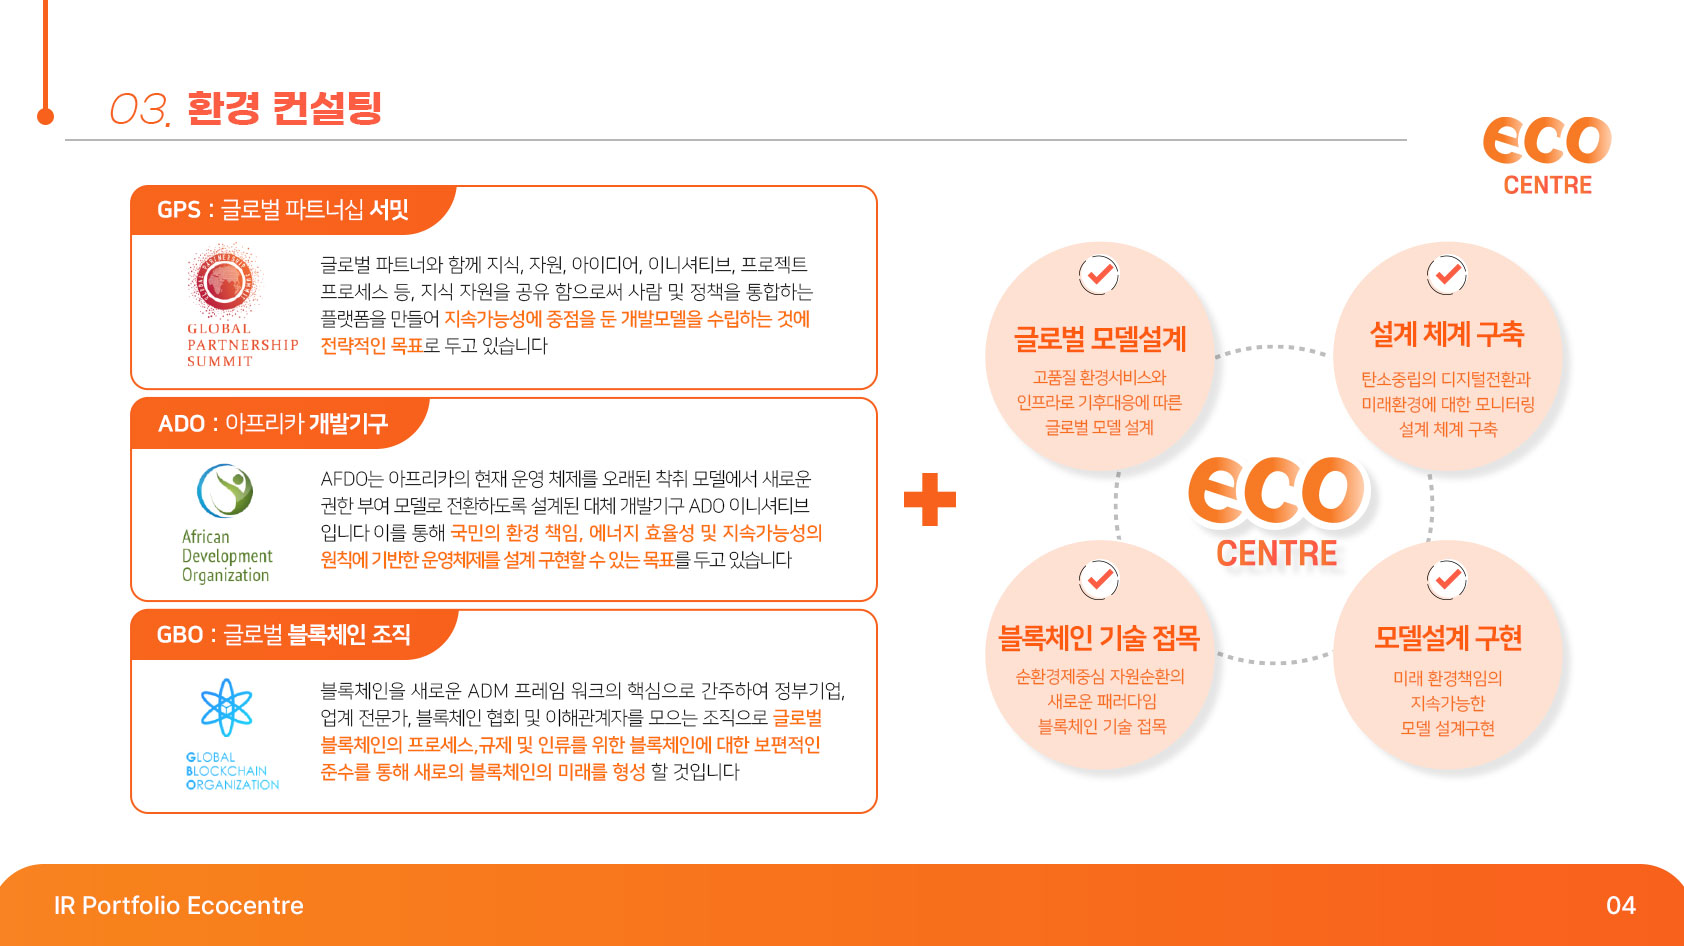 03. 환경 컨설팅
eco
CENTRE
GPS : 글로벌 파트너십 서밋
GLOBAL PARTNERSHIP SUMMIT
GLOBAL
PARTNERSHIP
SUMMIT
글로벌 파트너와 함께 지식, 자원, 아이디어, 이니셔티브, 프로젝트
프로세스 등, 지식 자원을 공유 함으로써 사람 및 정책을 통합하는
플랫폼을 만들어 지속가능성에 중점을 둔 개발모델을 수립하는 것에
전략적인 목표로 두고 있습니다
ADO : 아프리카 개발기구
African
Development
Organization
AFDO는 아프리카의 현재 운영 체제를 오래된 착취 모델에서 새로운
권한 부여 모델로 전환하도록 설계된 대체 개발기구 ADO 이니셔티브
입니다 이를 통해 국민의 환경 책임, 에너지 효율성 및 지속가능성의
원칙에 기반한 운영체제를 설계 구현할 수 있는 목표를 두고 있습니다
GBO : 글로벌 블록체인 조직
GLOBAL
BLOCKCHAIN
ORGANIZATION
블록체인을 새로운 ADM 프레임 워크의 핵심으로 간주하여 정부기업,
업계 전문가, 블록체인 협회 및 이해관계자를 모으는 조직으로 글로벌
블록체인의 프로세스,규제 및 인류를 위한 블록체인에 대한 보편적인
준수를 통해 새로의 블록체인의 미래를 형성 할 것입니다
글로벌 모델설계
고품질 환경서비스와
인프라로 기후대응에 따른
글로벌 모델 설계
설계 체계 구축
탄소중립의 디지털전환과
미래환경에 대한 모니터링
설계 체계 구축
eco
CENTRE
블록체인 기술 접목
순환경제중심 자원순환의
새로운 패러다임
블록체인 기술 접목
모델설계 구현
미래 환경책임의
지속가능한
모델 설계구현
IR Portfolio Ecocentre
04